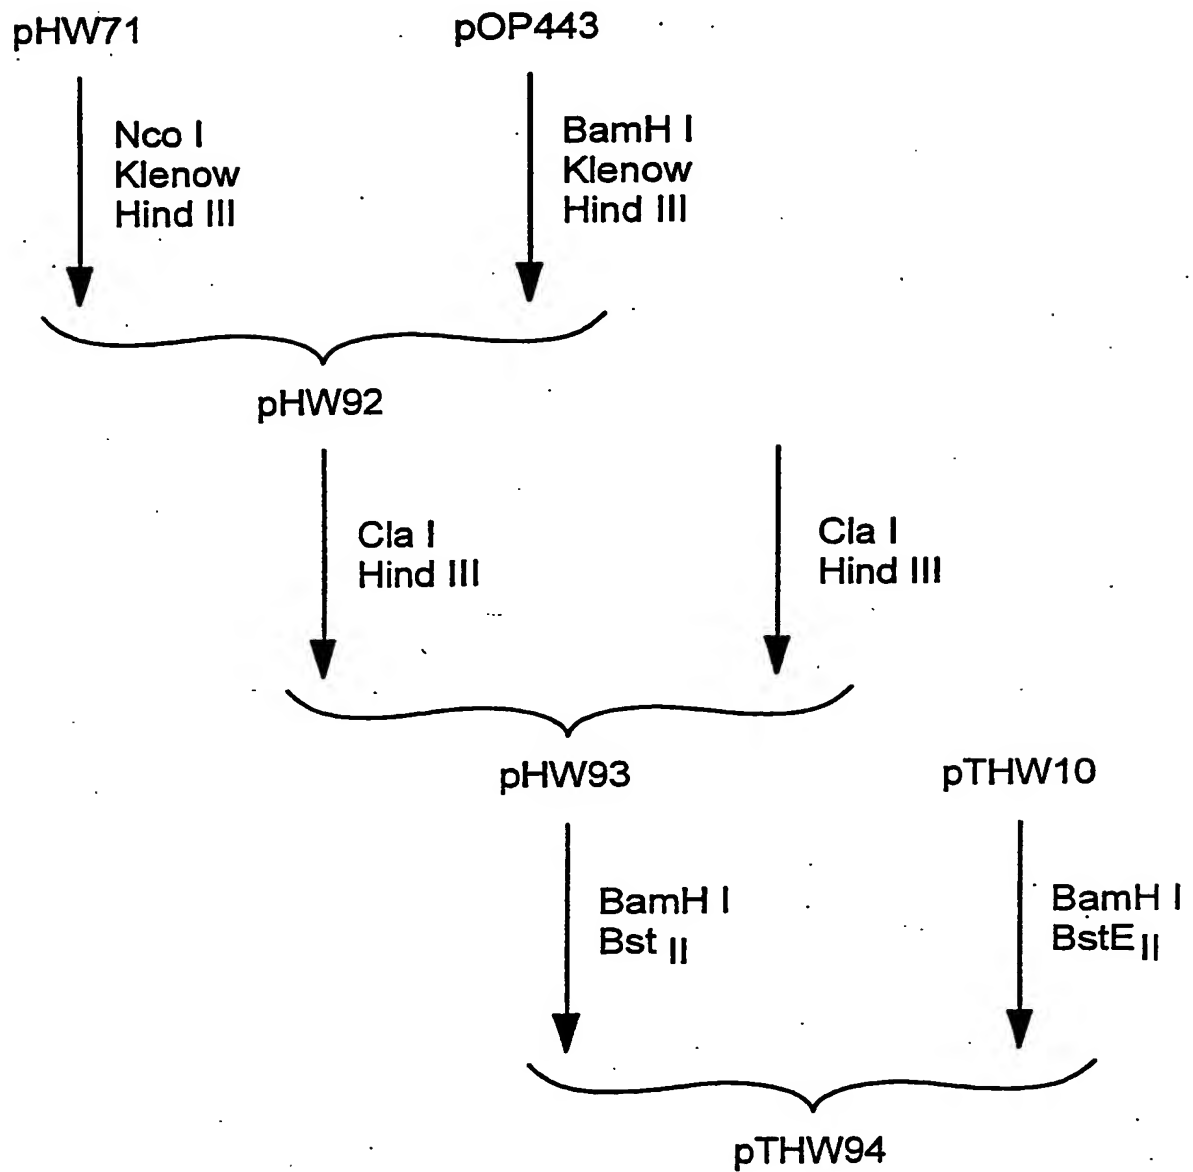 pHW71
pOP443
Nco I
Klenow
Hind III
BamH I
Klenow
Hind III
pHW92
Cla I
Hind III
Cla I
Hind III
pHW93
pTHW10
BamH I
Bst II
BamH I
BstE II
pTHW94